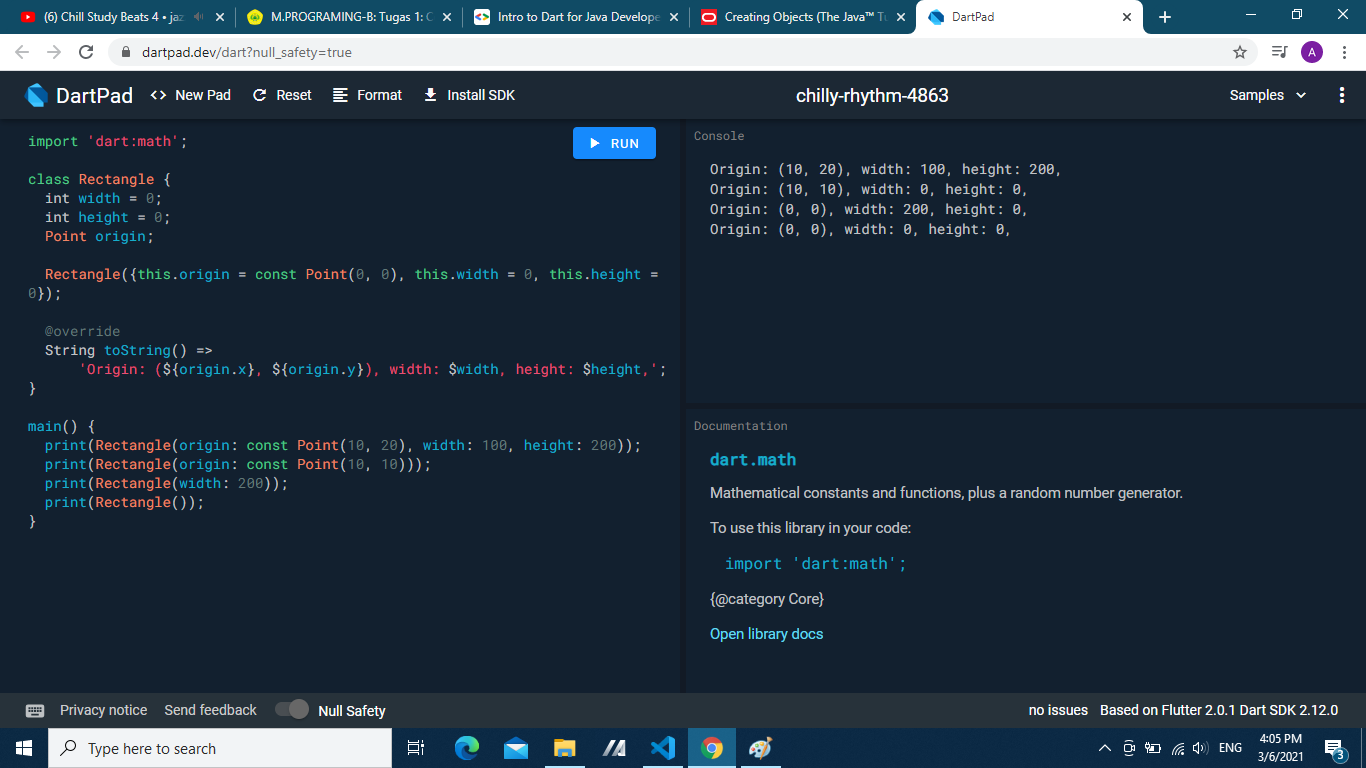 (6) Chill Study Beats 4 • jaz
M.PROGRAMING-B: Tugas 1: C
Intro to Dart for Java Develope
Creating Objects (The Java™ Tu
DartPad
dartpad.dev/dart?null_safety=true
A
DartPad
<> New Pad
Reset
Format
Install SDK
chilly-rhythm-4863
Samples
import 'dart:math';
RUN
class Rectangle {
int width = 0;
int height = 0;
Point origin;
Rectangle({this.origin = const Point(0, 0), this.width = 0, this.height =
0});
@override
String toString() =>
'Origin: (${origin.x}, ${origin.y}), width: $width, height: $height,';
}
main() {
print(Rectangle(origin: const Point(10, 20), width: 100, height: 200));
print(Rectangle(origin: const Point(10, 10)));
print(Rectangle(width: 200));
print(Rectangle());
}
Console
Origin: (10, 20), width: 100, height: 200,
Origin: (10, 10), width: 0, height: 0,
Origin: (0, 0), width: 200, height: 0,
Origin: (0, 0), width: 0, height: 0,
Documentation
dart.math
Mathematical constants and functions, plus a random number generator.
To use this library in your code:
import 'dart:math';
{@category Core}
Open library docs
Privacy notice
Send feedback
Null Safety
no issues
Based on Flutter 2.0.1 Dart SDK 2.12.0
Type here to search
ENG
4:05 PM
3/6/2021
3